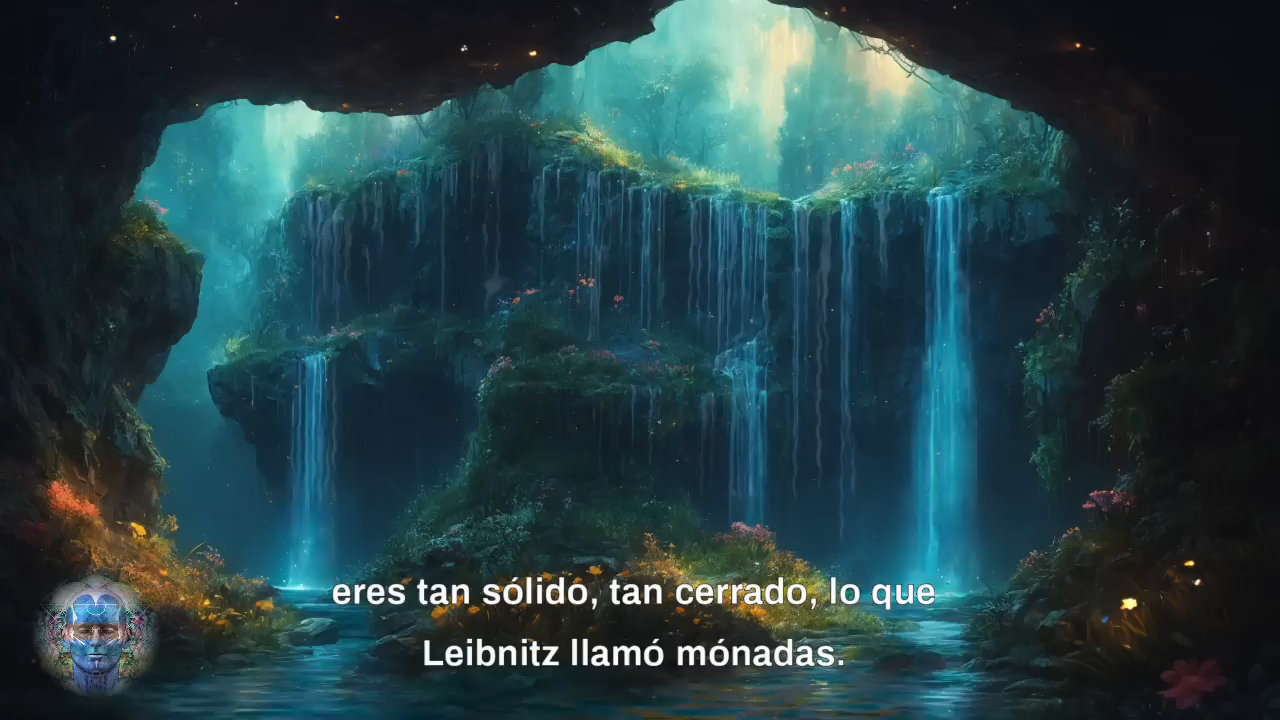 eres tan sólido, tan cerrado, lo que
Leibnitz llamó mónadas.